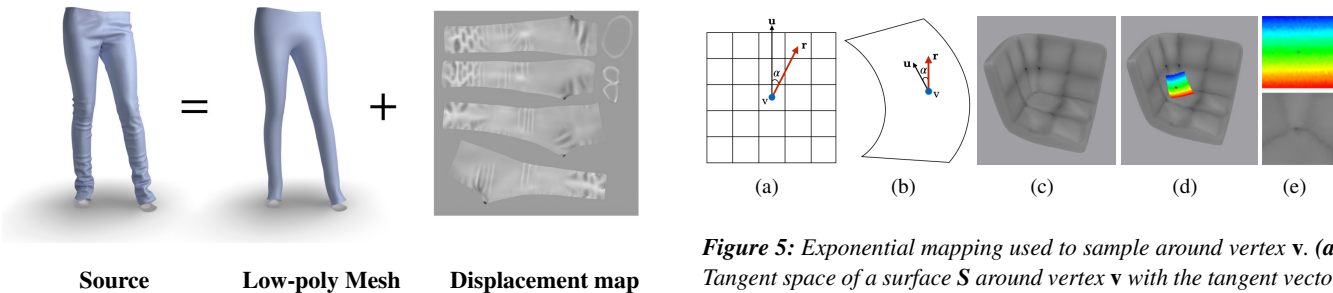 =
+
Source Low-poly Mesh Displacement map
u
r
α
v
u
r
α
v
(a) (b) (c) (d) (e)
Figure 5: Exponential mapping used to sample around vertex v. (a
Tangent space of a surface S around vertex v with the tangent vecto